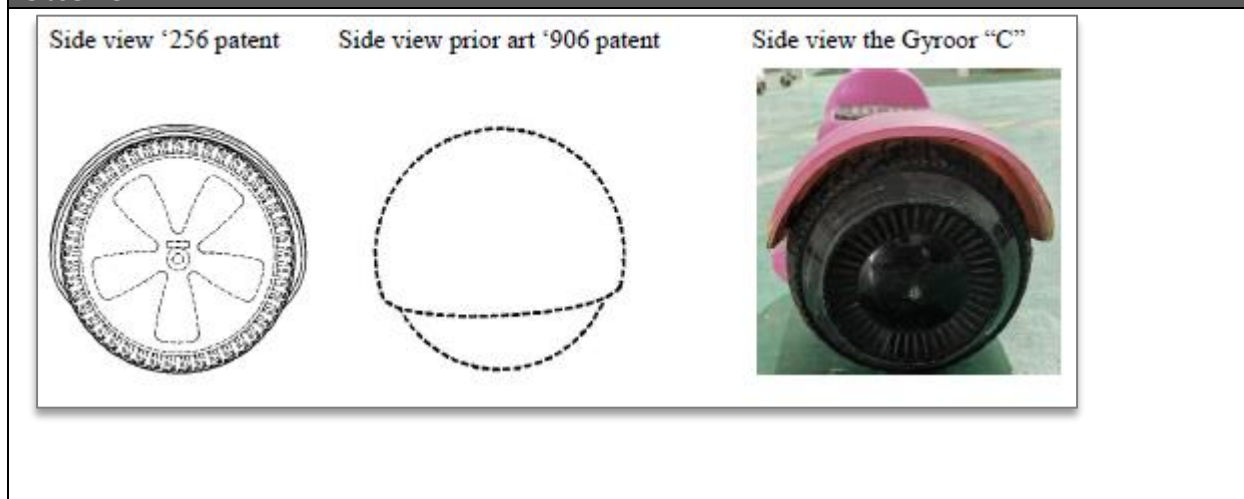 Side view ‘256 patent Side view prior art ‘906 patent Side view the Gyroor “C”